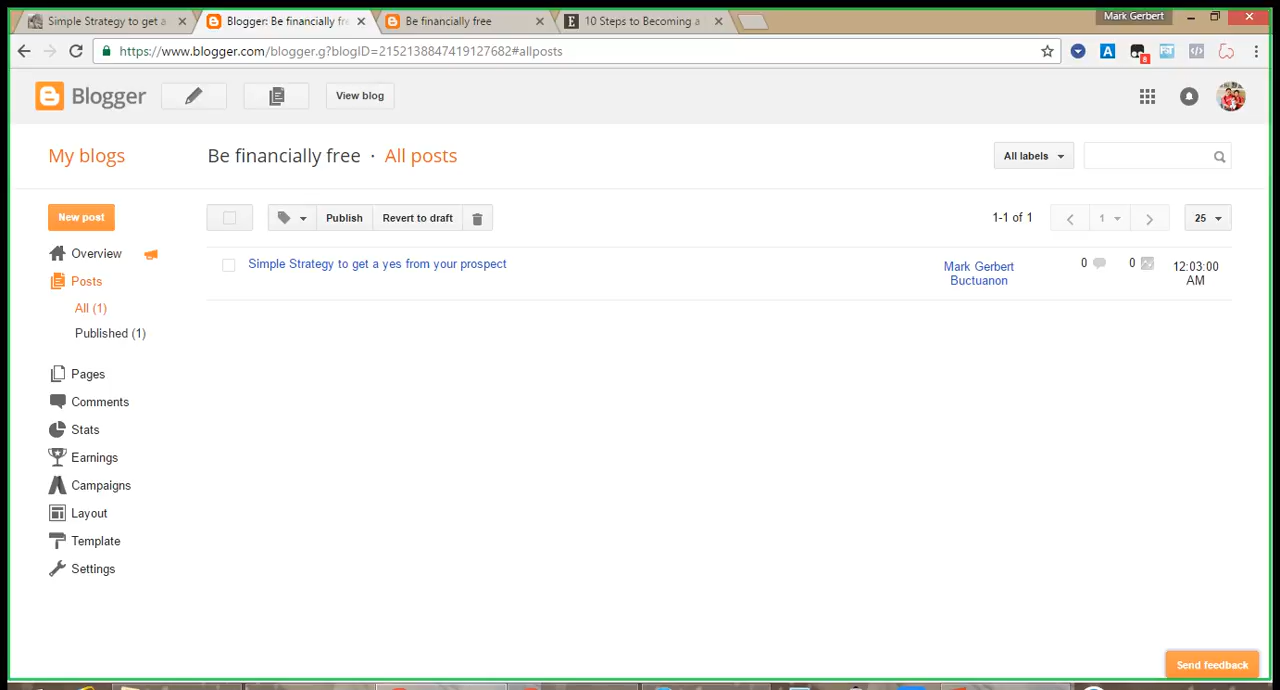 Simple Strategy to get a
Blogger: Be financially fre
Be financially free
10 Steps to Becoming a
Mark Gerbert
https://www.blogger.com/blogger.g?blogID=2152138847419127682#allposts
A
8
Blogger
View blog
My blogs
Be financially free · All posts
All labels
New post
Publish
Revert to draft
1-1 of 1
1
25
Overview
Simple Strategy to get a yes from your prospect
Mark Gerbert
Buctuanon
0
0
12:03:00
AM
Posts
All (1)
Published (1)
Pages
Comments
Stats
Earnings
Campaigns
Layout
Template
Settings
Send feedback